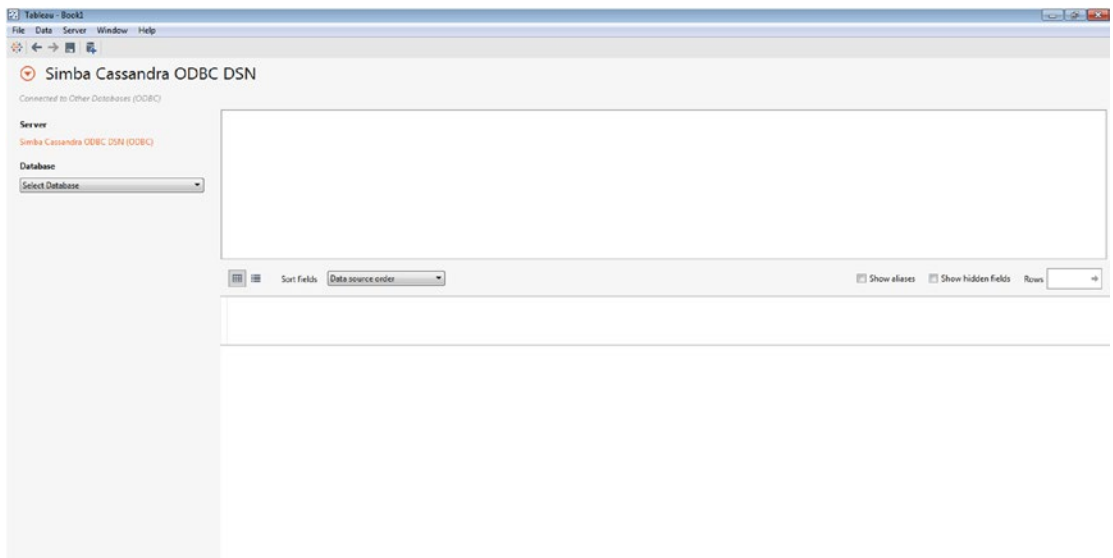 Tableau - Book1
File Data Server Window Help
Simba Cassandra ODBC DSN
Connected to Other Databases (ODBC)
Server
Simba Cassandra ODBC DSN (ODBC)
Database
Select Database
Sort fields Data source order Show aliases Show hidden fields Rows